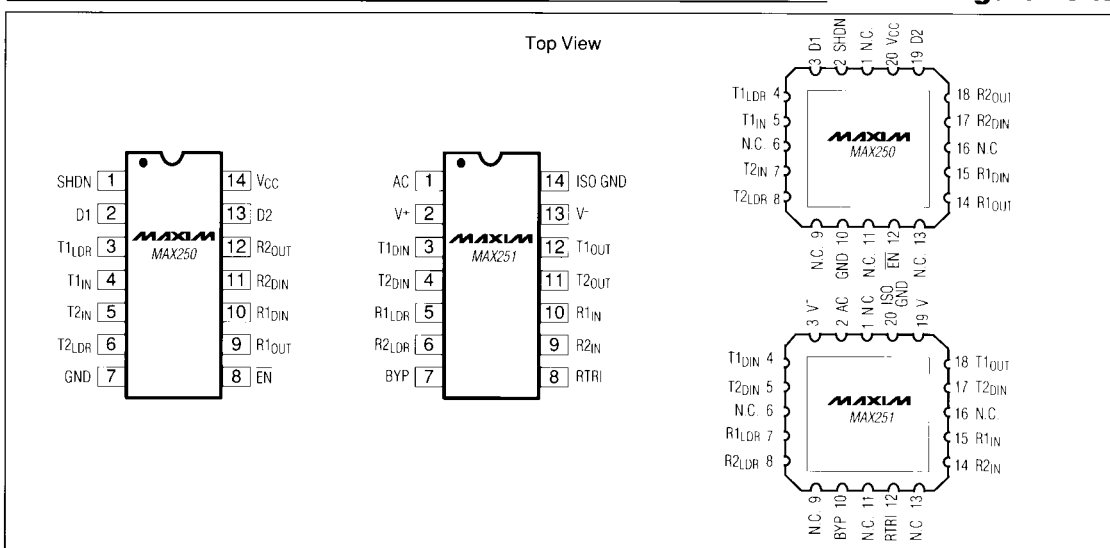 Top View
SHDN 1
D1 2
T1LDR 3
T1IN 4
T2IN 5
T2LDR 6
GND 7
MAXIM
MAX250
14 VCC
13 D2
12 R2OUT
11 R2DIN
10 R1DIN
9 R1OUT
8 EN
AC 1
V+ 2
T1DIN 3
T2DIN 4
R1LDR 5
R2LDR 6
BYP 7
MAXIM
MAX251
14 ISO GND
13 V-
12 T1OUT
11 T2OUT
10 R1IN
9 R2IN
8 RTRI
3 D1
2 SHDN
1 N.C.
20 VCC
19 D2
T1LDR 4
T1IN 5
N.C. 6
T2IN 7
T2LDR 8
MAXIM
MAX250
18 R2OUT
17 R2DIN
16 N.C
15 R1DIN
14 R1OUT
N.C. 9
GND 10
N.C. 11
EN 12
N.C. 13
3 V-
2 AC
1 NC
20 ISO GND
19 V
T1DIN 4
T2DIN 5
N.C. 6
R1LDR 7
R2LDR 8
MAXIM
MAX251
18 T1OUT
17 T2DIN
16 N.C.
15 R1IN
14 R2IN
N.C. 9
BYP 10
N.C. 11
RTRI 12
N.C. 13